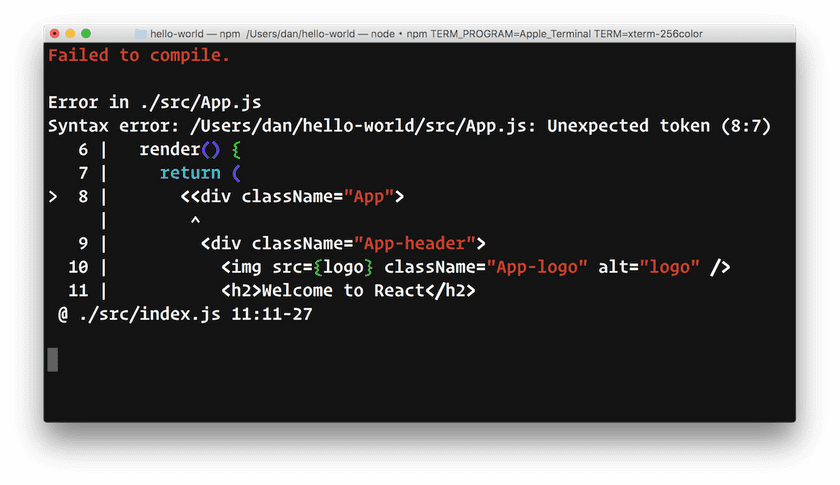 hello-world — npm /Users/dan/hello-world — node • npm TERM_PROGRAM=Apple_Terminal TERM=xterm-256color
Failed to compile.
Error in ./src/App.js
Syntax error: /Users/dan/hello-world/src/App.js: Unexpected token (8:7)
   6 |   render() {
   7 |     return (
>  8 |       <<div className="App">
     |        ^
   9 |         <div className="App-header">
  10 |           <img src={logo} className="App-logo" alt="logo" />
  11 |           <h2>Welcome to React</h2>
 @ ./src/index.js 11:11-27